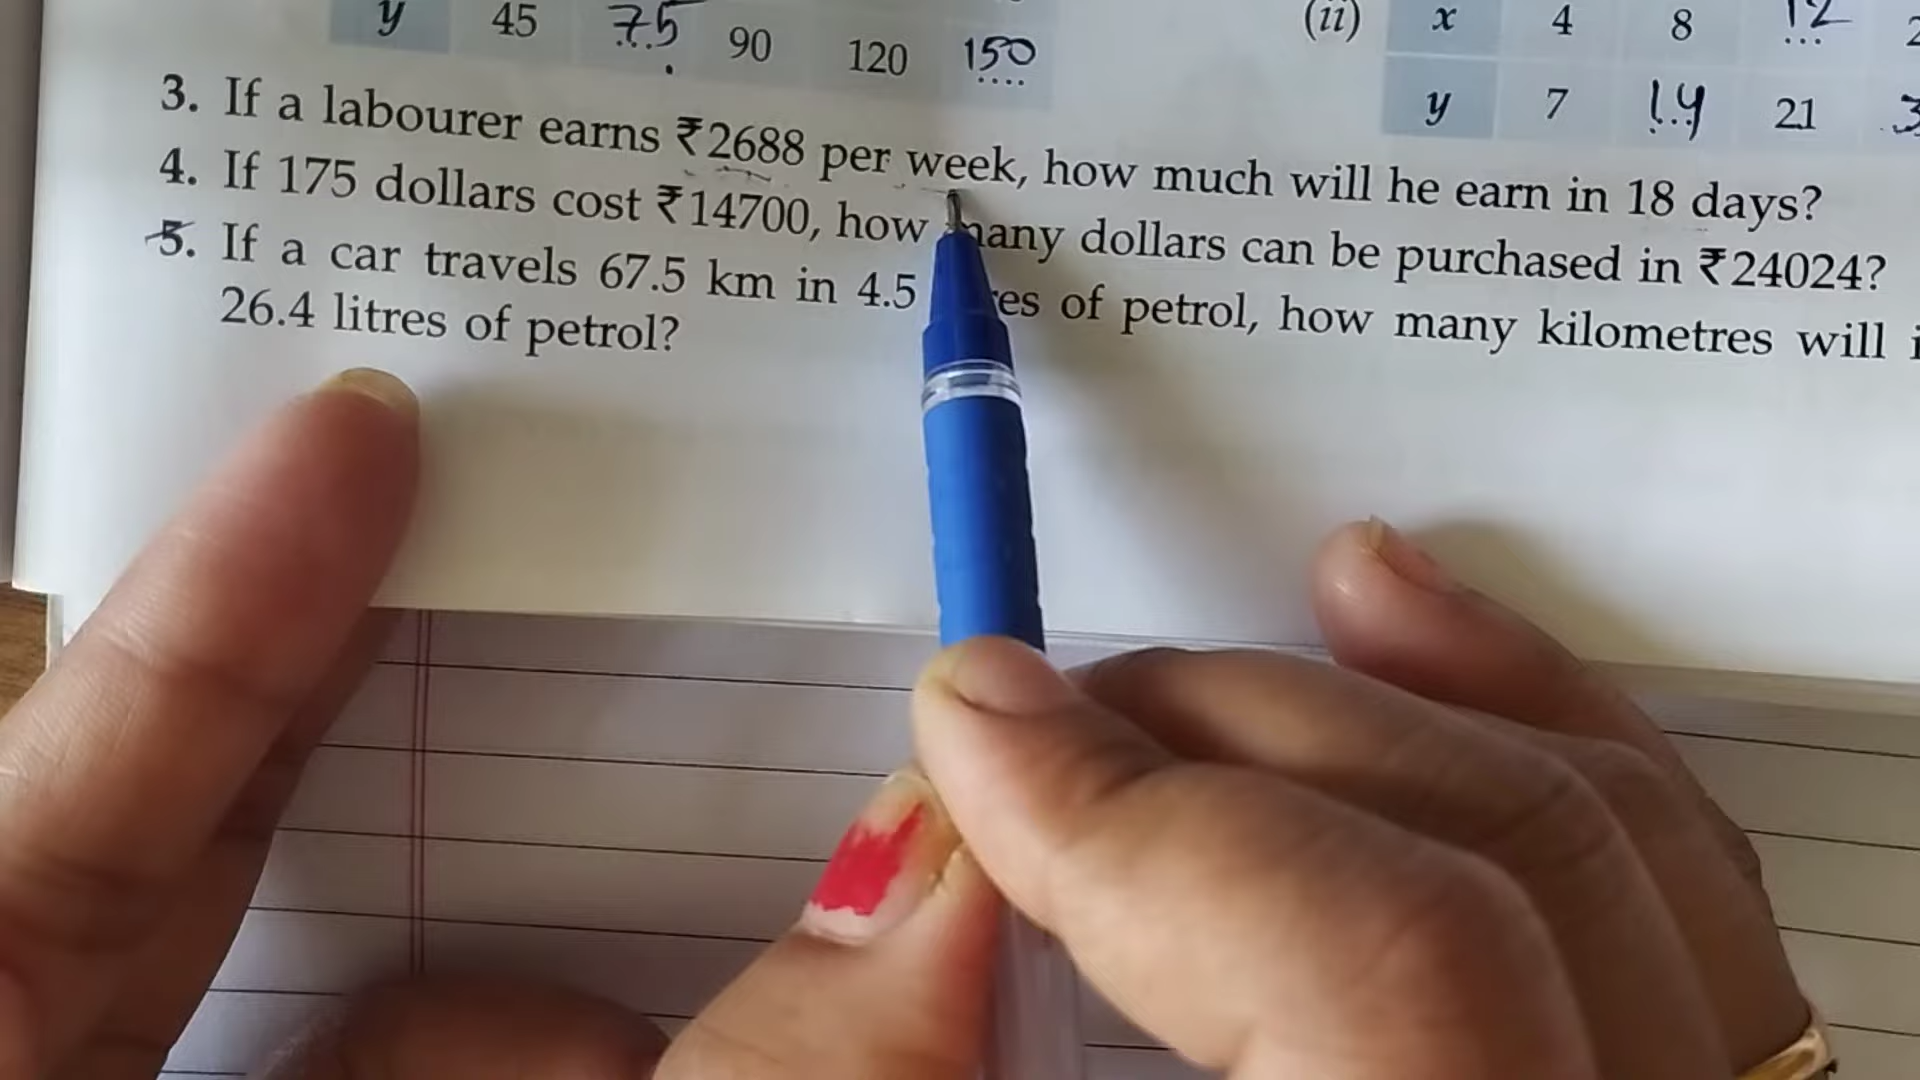 y 45 75 90 120 150
(ii) x 4 8 12
y 7 14 21
3. If a labourer earns ₹2688 per week, how much will he earn in 18 days?
4. If 175 dollars cost ₹14700, how many dollars can be purchased in ₹24024?
5. If a car travels 67.5 km in 4.5 of petrol, how many kilometres will
26.4 litres of petrol?